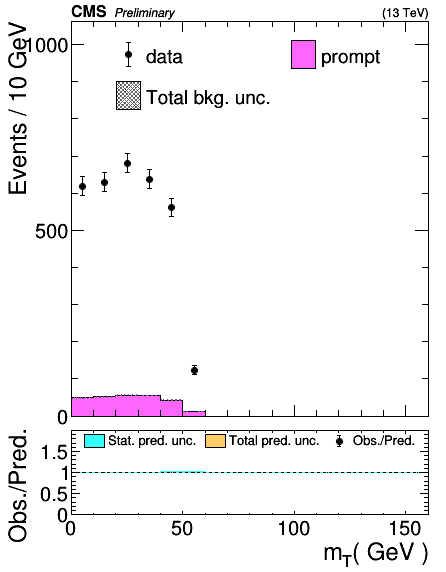 CMS Preliminary (13 TeV)
Events / 10 GeV
1000
500
0
data
prompt
Total bkg. unc.
Obs./Pred.
Stat. pred. unc. Total pred. unc. Obs./Pred.
1.5
1
0.5
0
0 50 100 150
m_T( GeV )